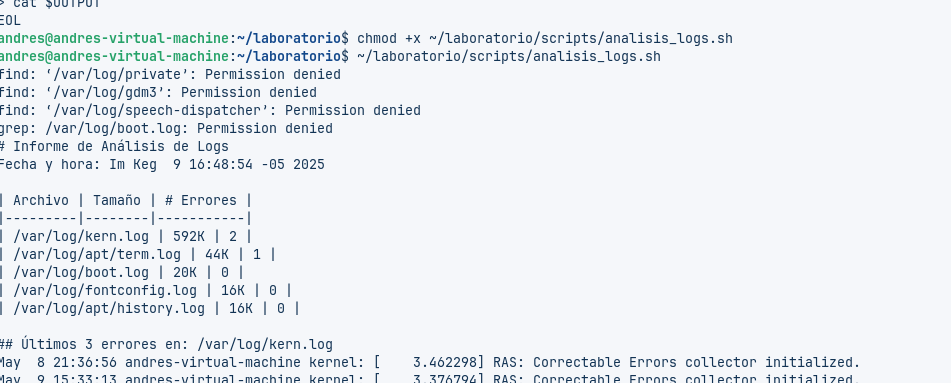 > cat $OUTPUT
EOL
andres@andres-virtual-machine:~/laboratorio$ chmod +x ~/laboratorio/scripts/analisis_logs.sh
andres@andres-virtual-machine:~/laboratorio$ ~/laboratorio/scripts/analisis_logs.sh
find: ‘/var/log/private’: Permission denied
find: ‘/var/log/gdm3’: Permission denied
find: ‘/var/log/speech-dispatcher’: Permission denied
grep: /var/log/boot.log: Permission denied
# Informe de Análisis de Logs
Fecha y hora: Im Keg  9 16:48:54 -05 2025
| Archivo | Tamaño | # Errores |
|---------|--------|-----------|
| /var/log/kern.log | 592K | 2 |
| /var/log/apt/term.log | 44K | 1 |
| /var/log/boot.log | 20K | 0 |
| /var/log/fontconfig.log | 16K | 0 |
| /var/log/apt/history.log | 16K | 0 |
## Últimos 3 errores en: /var/log/kern.log
May  8 21:36:56 andres-virtual-machine kernel: [    3.462298] RAS: Correctable Errors collector initialized.
May  9 15:33:13 andres-virtual-machine kernel: [    3.376794] RAS: Correctable Errors collector initialized.